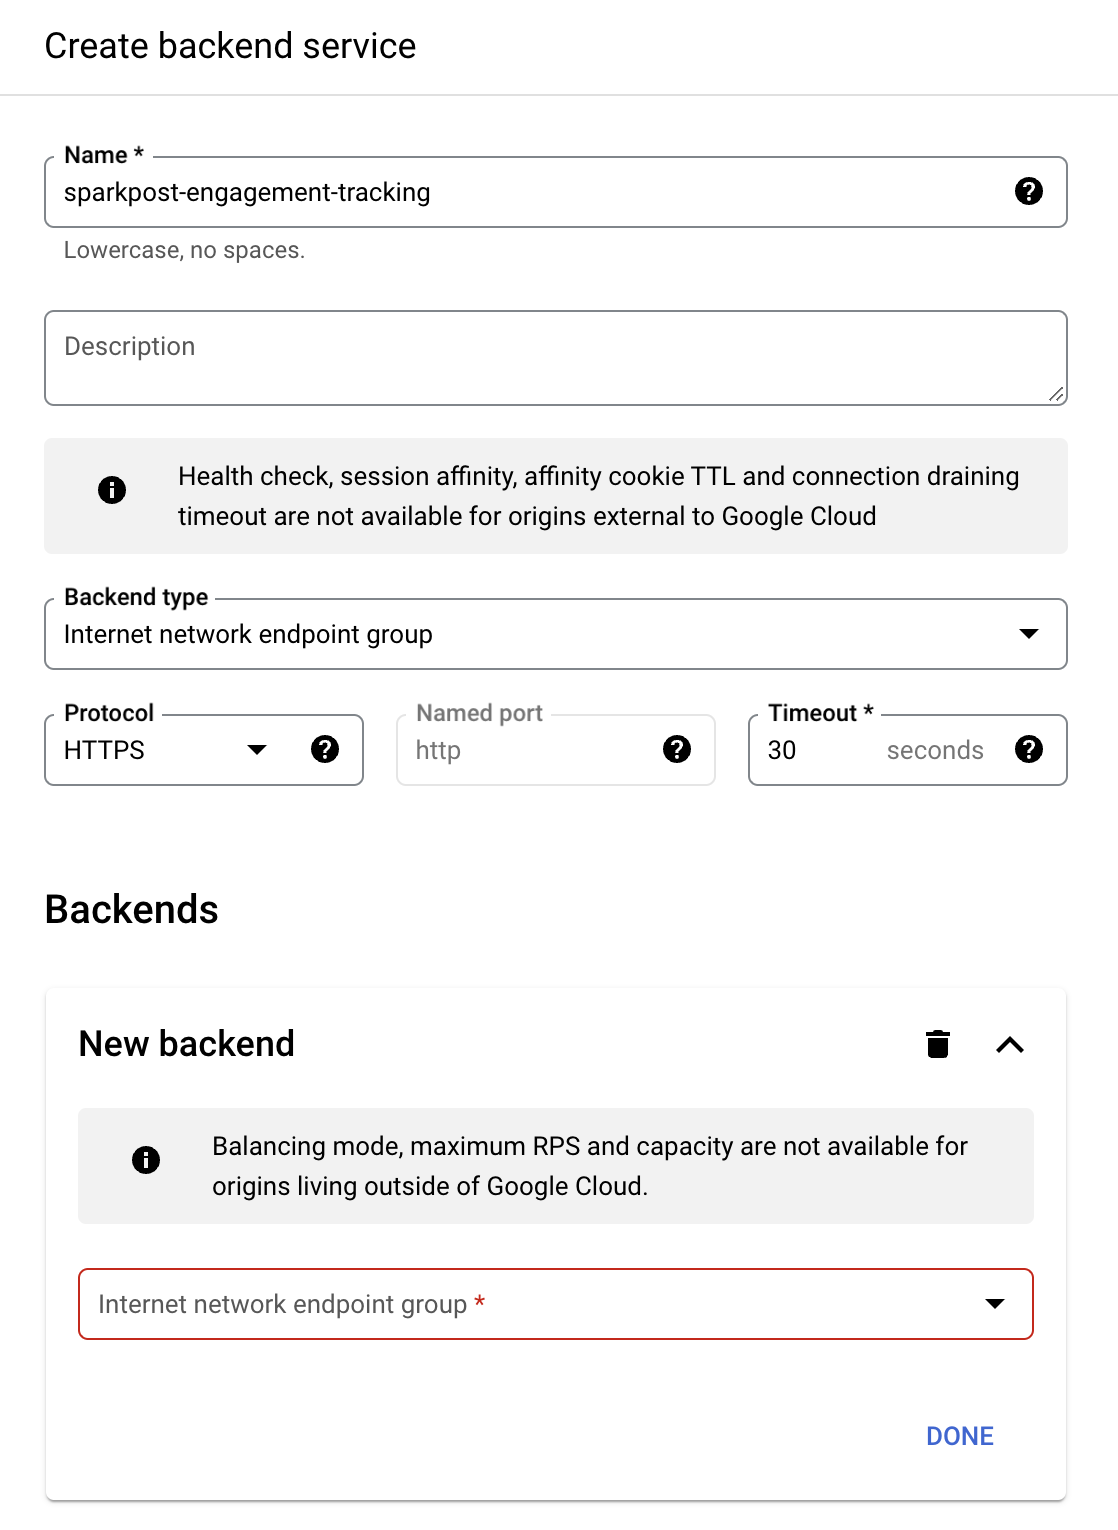 Create backend service
Name *
sparkpost-engagement-tracking
Lowercase, no spaces.
Description
Health check, session affinity, affinity cookie TTL and connection draining
timeout are not available for origins external to Google Cloud
Backend type
Internet network endpoint group
Protocol
HTTPS
Named port
http
Timeout *
30 seconds
Backends
New backend
Balancing mode, maximum RPS and capacity are not available for
origins living outside of Google Cloud.
Internet network endpoint group *
DONE